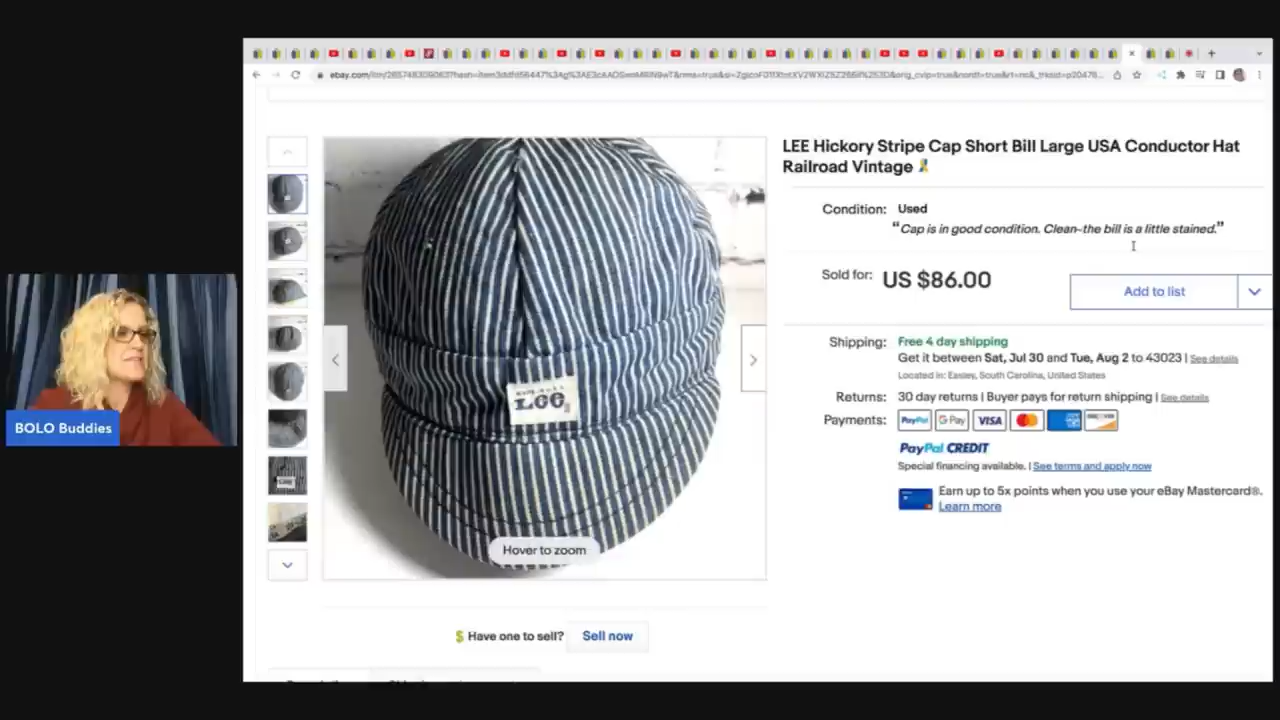 LEE Hickory Stripe Cap Short Bill Large USA Conductor Hat
Railroad Vintage
Condition: Used
"Cap is in good condition. Clean~the bill is a little stained."
Sold for: US $86.00
Add to list
Shipping: Free 4 day shipping
Get it between Sat, Jul 30 and Tue, Aug 2 to 43023 | See details
Located in: Easley, South Carolina, United States
Returns: 30 day returns | Buyer pays for return shipping | See details
Payments: PayPal G Pay VISA
PayPal CREDIT
Special financing available. | See terms and apply now
Earn up to 5x points when you use your eBay Mastercard®.
Learn more
LEE
Hover to zoom
Have one to sell? Sell now
BOLO Buddies